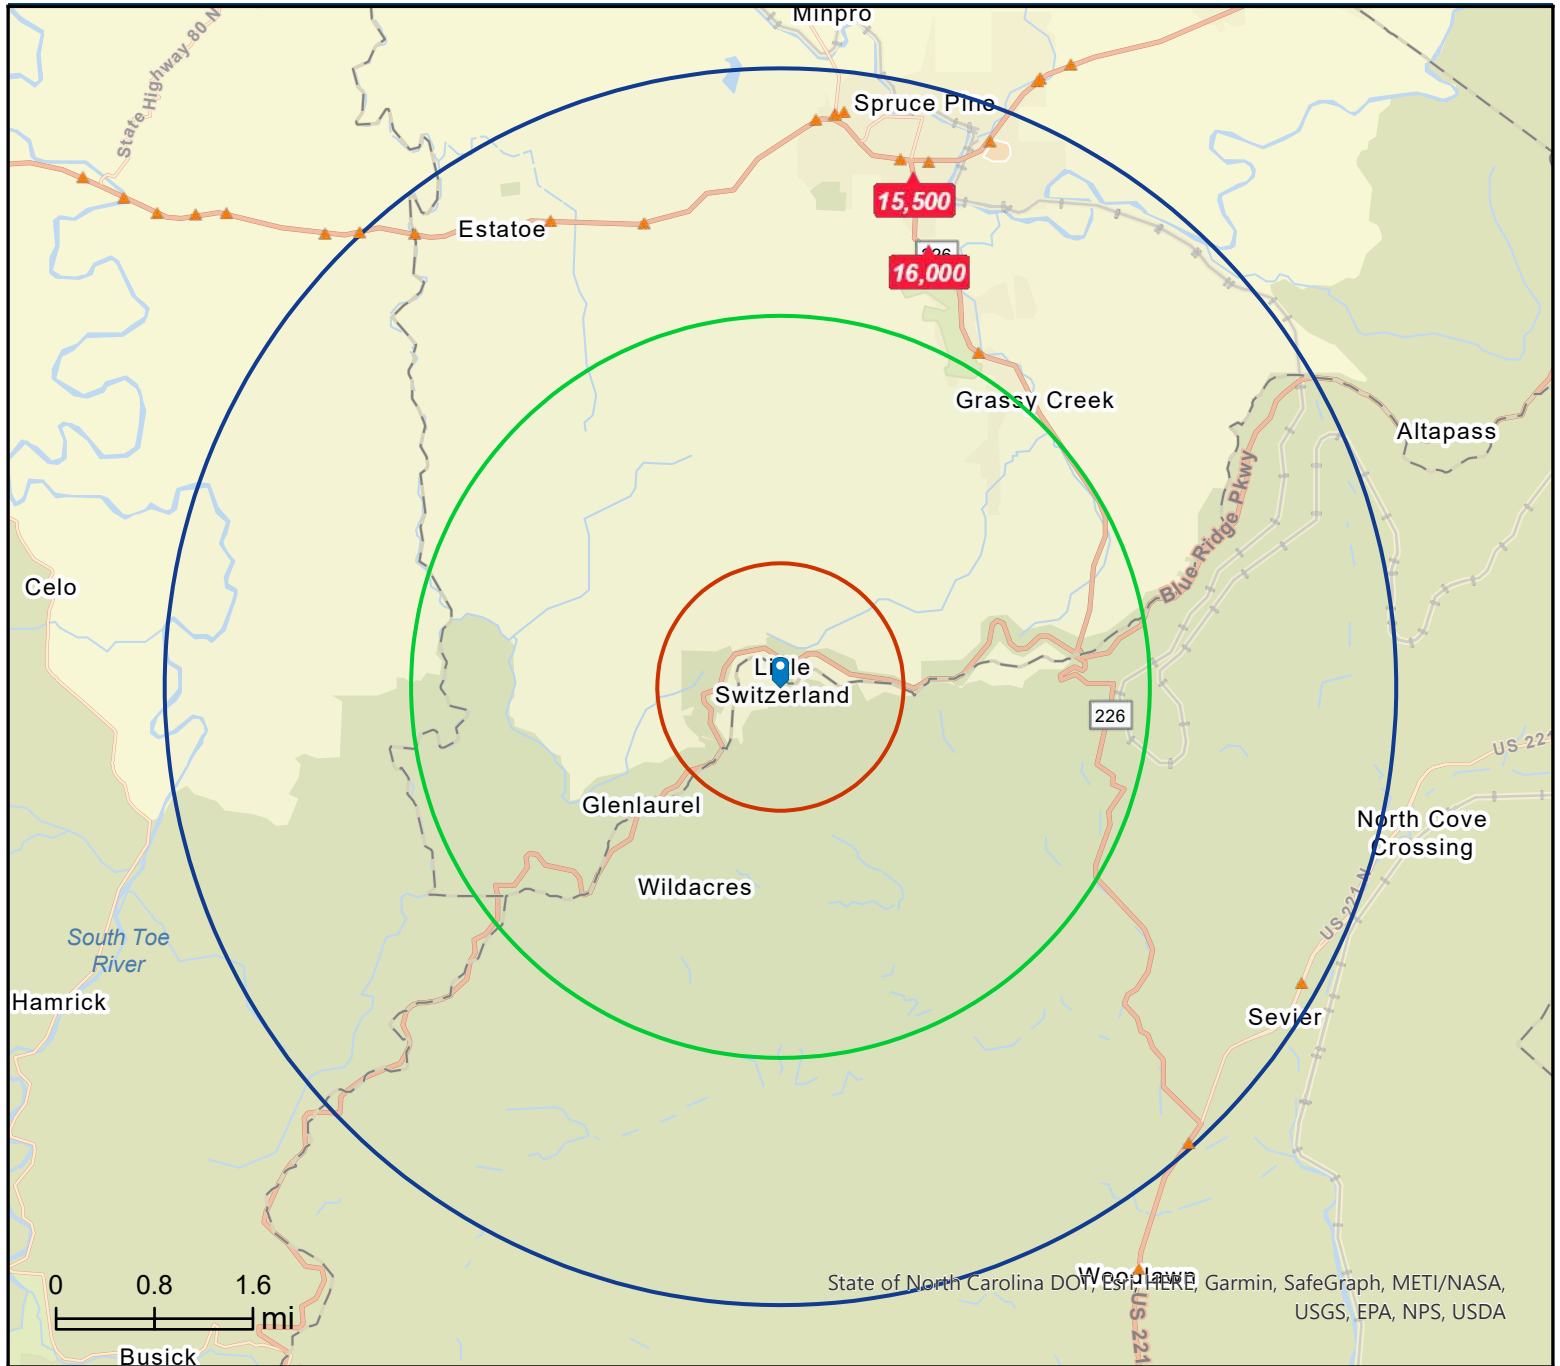 Minpro
State Highway 80 N
Spruce Pine
15,500
Estatoe
16,000
Grassy Creek
Altapass
Blue Ridge Pkwy
Celo
Little
Switzerland
226
US 221
Glenlaurel
North Cove
Crossing
Wildacres
US 221 N
South Toe
River
Hamrick
Sevier
Woodlawn
0 0.8 1.6
mi
State of North Carolina DOT, Esri, HERE, Garmin, SafeGraph, METI/NASA,
USGS, EPA, NPS, USDA
US 221
Busick